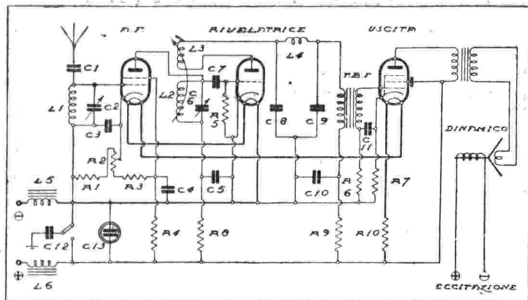 A.F. RIVELATRICE USCITA
L3 L4
C1 C7
L1 C2 L2 C6 R5 C8 C9 T.B.F.
C3 C11 DINAMICO
R2
R1 R3 C4 C5 C10 R6 R7
L5
C12 C13 R4 R8 R9 R10
L6
ECCITAZIONE